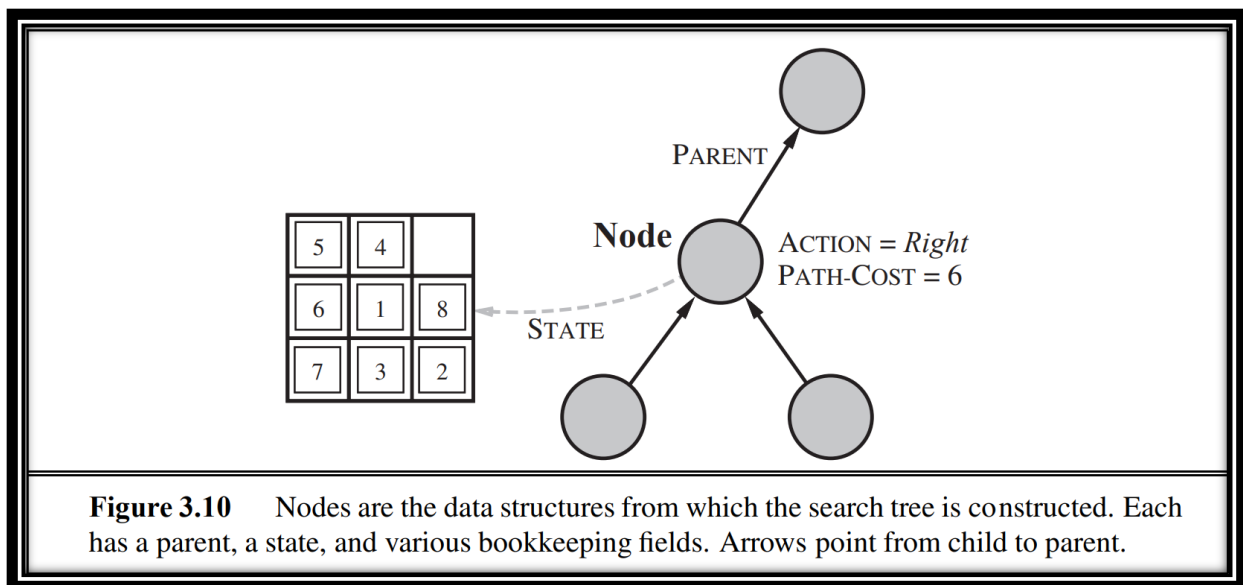 PARENT
Node
ACTION = Right
PATH-COST = 6
5 4
6 1 8
7 3 2
STATE
Figure 3.10 Nodes are the data structures from which the search tree is constructed. Each
has a parent, a state, and various bookkeeping fields. Arrows point from child to parent.